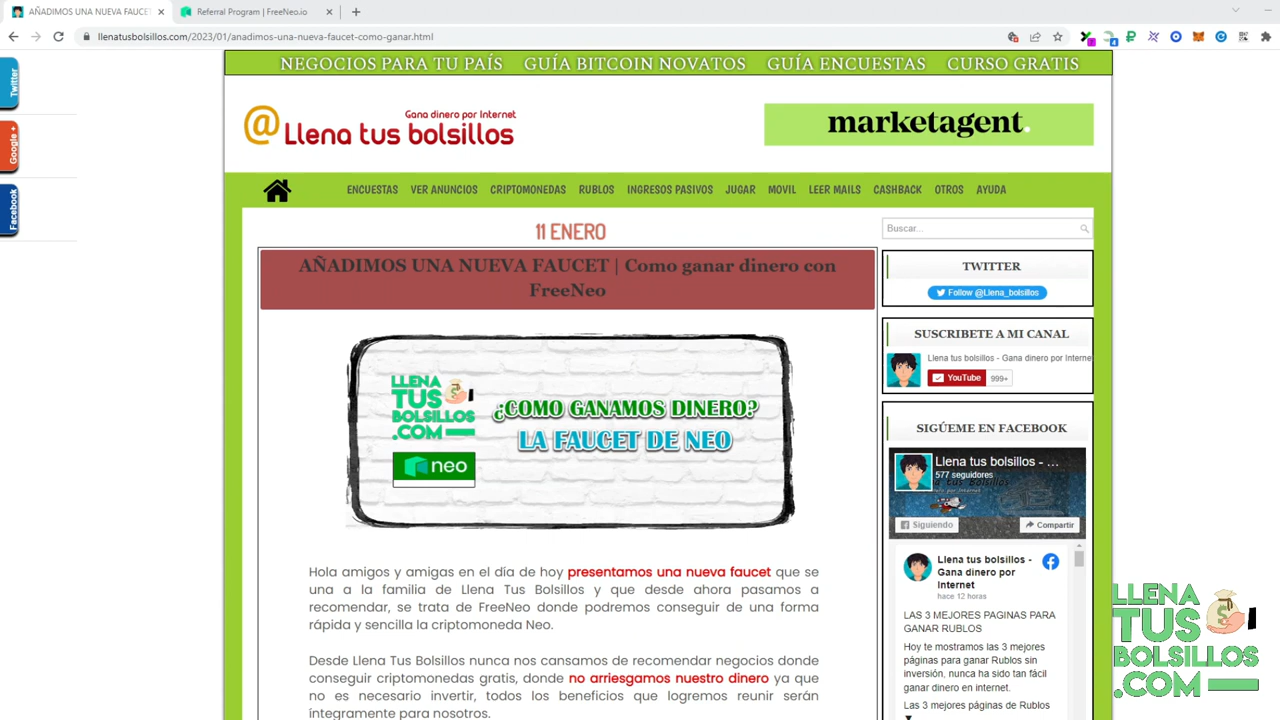 AÑADIMOS UNA NUEVA FAUCET
Referral Program | FreeNeo.io
llenatusbolsillos.com/2023/01/anadimos-una-nueva-faucet-como-ganar.html
Twitter
Google +
Facebook
NEGOCIOS PARA TU PAÍS GUÍA BITCOIN NOVATOS GUÍA ENCUESTAS CURSO GRATIS
Gana dinero por Internet
@Llena tus bolsillos
marketagent.
ENCUESTAS VER ANUNCIOS CRIPTOMONEDAS RUBLOS INGRESOS PASIVOS JUGAR MOVIL LEER MAILS CASHBACK OTROS AYUDA
11 ENERO
AÑADIMOS UNA NUEVA FAUCET | Como ganar dinero con
FreeNeo
LLENA
TUS
BOLSILLOS
.COM
neo
¿COMO GANAMOS DINERO?
LA FAUCET DE NEO
Hola amigos y amigas en el día de hoy presentamos una nueva faucet que se
una a la familia de Llena Tus Bolsillos y que desde ahora pasamos a
recomendar, se trata de FreeNeo donde podremos conseguir de una forma
rápida y sencilla la criptomoneda Neo.
Desde Llena Tus Bolsillos nunca nos cansamos de recomendar negocios donde
conseguir criptomonedas gratis, donde no arriesgamos nuestro dinero ya que
no es necesario invertir, todos los beneficios que logremos reunir serán
íntegramente para nosotros.
Buscar...
TWITTER
Follow @Llena_bolsillos
SUSCRIBETE A MI CANAL
Llena tus bolsillos - Gana dinero por Internet
YouTube 999+
SIGÚEME EN FACEBOOK
Llena tus bolsillos - ...
577 seguidores
Siguiendo
Compartir
Llena tus bolsillos -
Gana dinero por
Internet
hace 12 horas
LAS 3 MEJORES PAGINAS PARA
GANAR RUBLOS
Hoy te mostramos las 3 mejores
páginas para ganar Rublos sin
inversión, nunca ha sido tan fácil
ganar dinero en internet.
Las 3 mejores páginas de Rublos
LLENA
TUS
BOLSILLOS
.COM